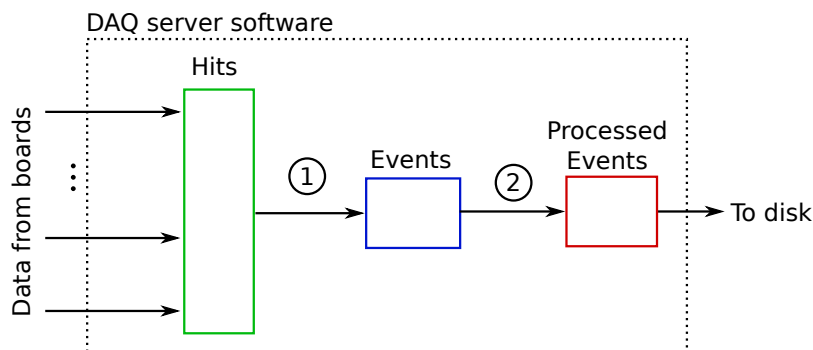 DAQ server software
Hits
Data from boards
...
1
Events
2
Processed
Events
To disk